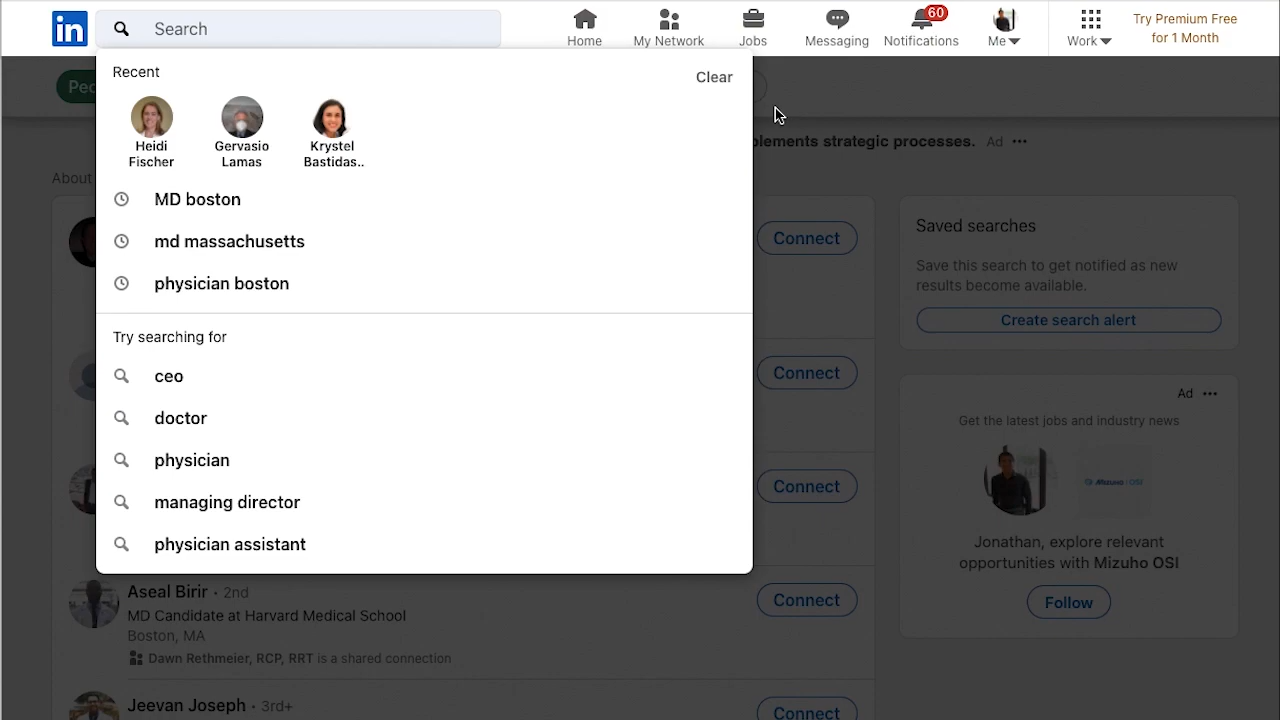 in
Search
Home
My Network
Jobs
Messaging
60
Notifications
Me
Work
Try Premium Free
for 1 Month
Recent
Clear
Heidi
Fischer
Gervasio
Lamas
Krystel
Bastidas..
MD boston
md massachusetts
physician boston
Try searching for
ceo
doctor
physician
managing director
physician assistant
Peo
plements strategic processes. Ad
About
Connect
Connect
Connect
Aseal Birir • 2nd
MD Candidate at Harvard Medical School
Boston, MA
Dawn Rethmeier, RCP, RRT is a shared connection
Connect
Jeevan Joseph • 3rd+
Connect
Saved searches
Save this search to get notified as new
results become available.
Create search alert
Ad
Get the latest jobs and industry news
Mizuho OSI
Jonathan, explore relevant
opportunities with Mizuho OSI
Follow